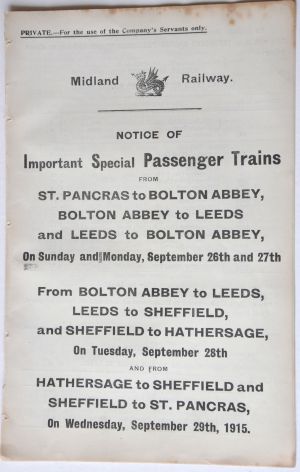 PRIVATE.—For the use of the Company's Servants only.
Midland Railway.
NOTICE OF
Important Special Passenger Trains
FROM
ST. PANCRAS to BOLTON ABBEY,
BOLTON ABBEY to LEEDS
and LEEDS to BOLTON ABBEY,
On Sunday and Monday, September 26th and 27th
From BOLTON ABBEY to LEEDS,
LEEDS to SHEFFIELD,
and SHEFFIELD to HATHERSAGE,
On Tuesday, September 28th
AND FROM
HATHERSAGE to SHEFFIELD and
SHEFFIELD to ST. PANCRAS,
On Wednesday, September 29th, 1915.